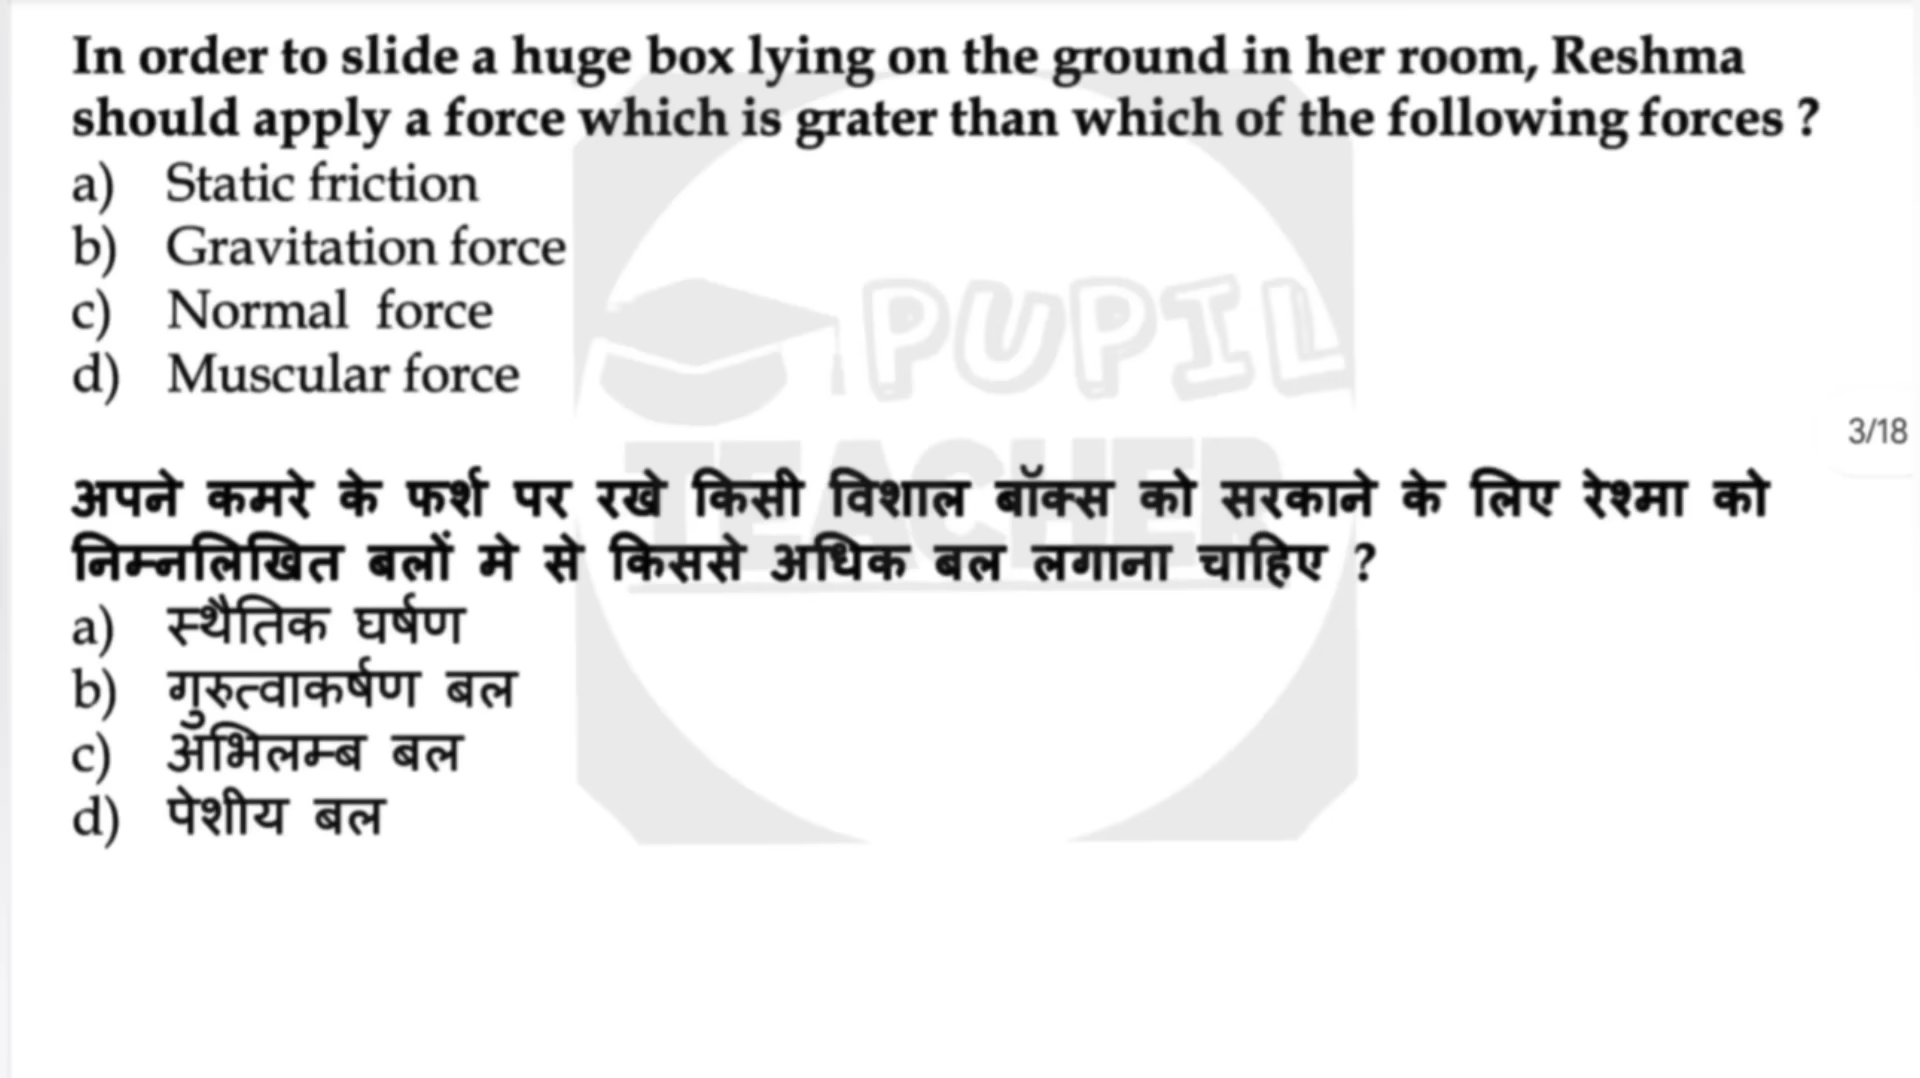 In order to slide a huge box lying on the ground in her room, Reshma
should apply a force which is grater than which of the following forces ?
a) Static friction
b) Gravitation force
c) Normal force
d) Muscular force
PUPIL
TEACHER
3/18
अपने कमरे के फर्श पर रखे किसी विशाल बॉक्स को सरकाने के लिए रेश्मा को
निम्नलिखित बलों मे से किससे अधिक बल लगाना चाहिए ?
a) स्थैतिक घर्षण
b) गुरुत्वाकर्षण बल
c) अभिलम्ब बल
d) पेशीय बल